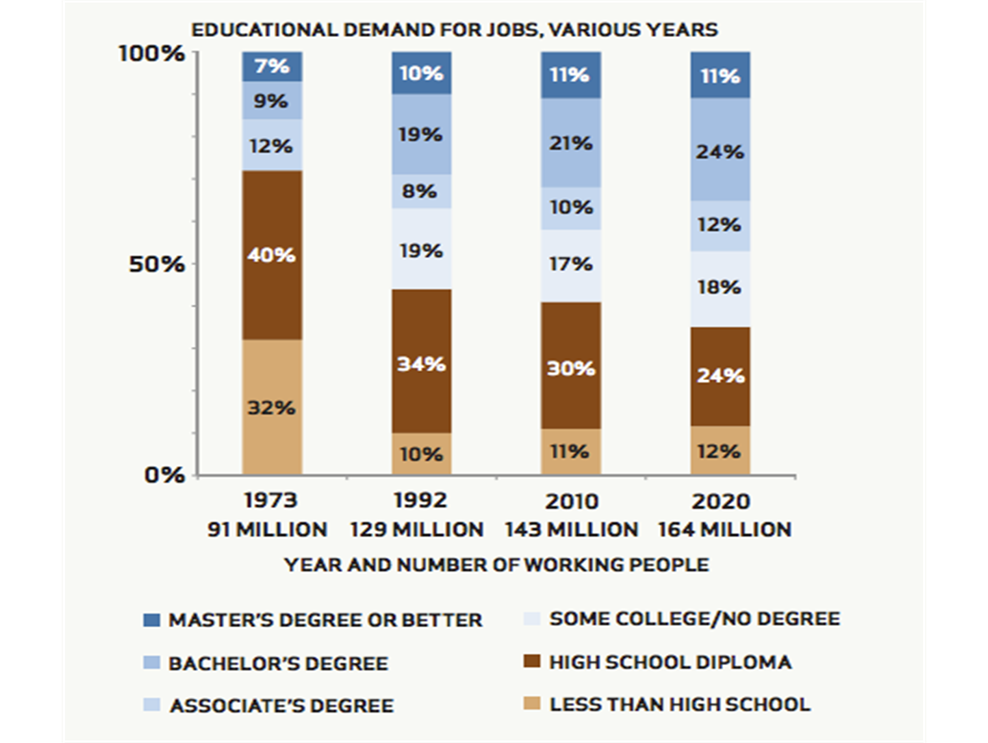 EDUCATIONAL DEMAND FOR JOBS, VARIOUS YEARS
100%
7%
10%
11%
11%
9%
19%
21%
24%
12%
8%
10%
12%
19%
17%
18%
50%
40%
34%
30%
24%
32%
10%
11%
12%
0%
1973
1992
2010
2020
91 MILLION
129 MILLION
143 MILLION
164 MILLION
YEAR AND NUMBER OF WORKING PEOPLE
MASTER'S DEGREE OR BETTER
SOME COLLEGE/NO DEGREE
BACHELOR'S DEGREE
HIGH SCHOOL DIPLOMA
ASSOCIATE'S DEGREE
LESS THAN HIGH SCHOOL